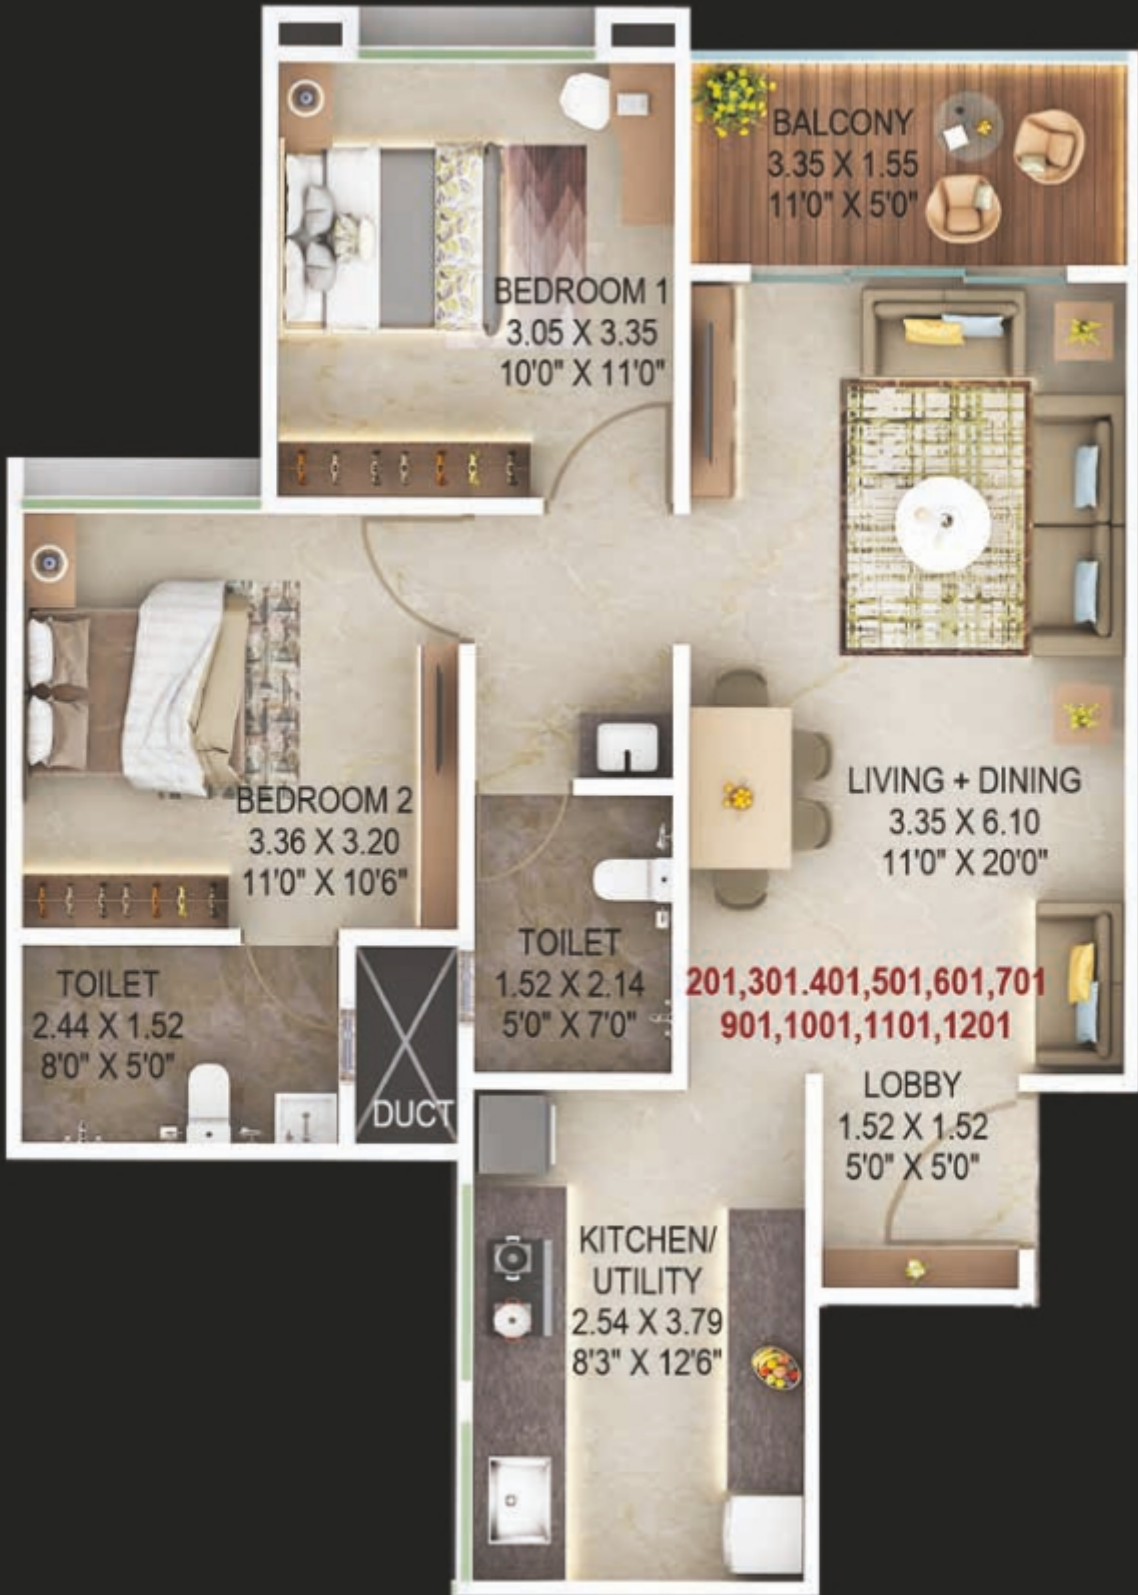 BALCONY
3.35 X 1.55
11'0" X 5'0"
BEDROOM 1
3.05 X 3.35
10'0" X 11'0"
BEDROOM 2
3.36 X 3.20
11'0" X 10'6"
LIVING + DINING
3.35 X 6.10
11'0" X 20'0"
TOILET
2.44 X 1.52
8'0" X 5'0"
TOILET
1.52 X 2.14
5'0" X 7'0"
201,301.401,501,601,701
901,1001,1101,1201
DUCT
LOBBY
1.52 X 1.52
5'0" X 5'0"
KITCHEN/
UTILITY
2.54 X 3.79
8'3" X 12'6"